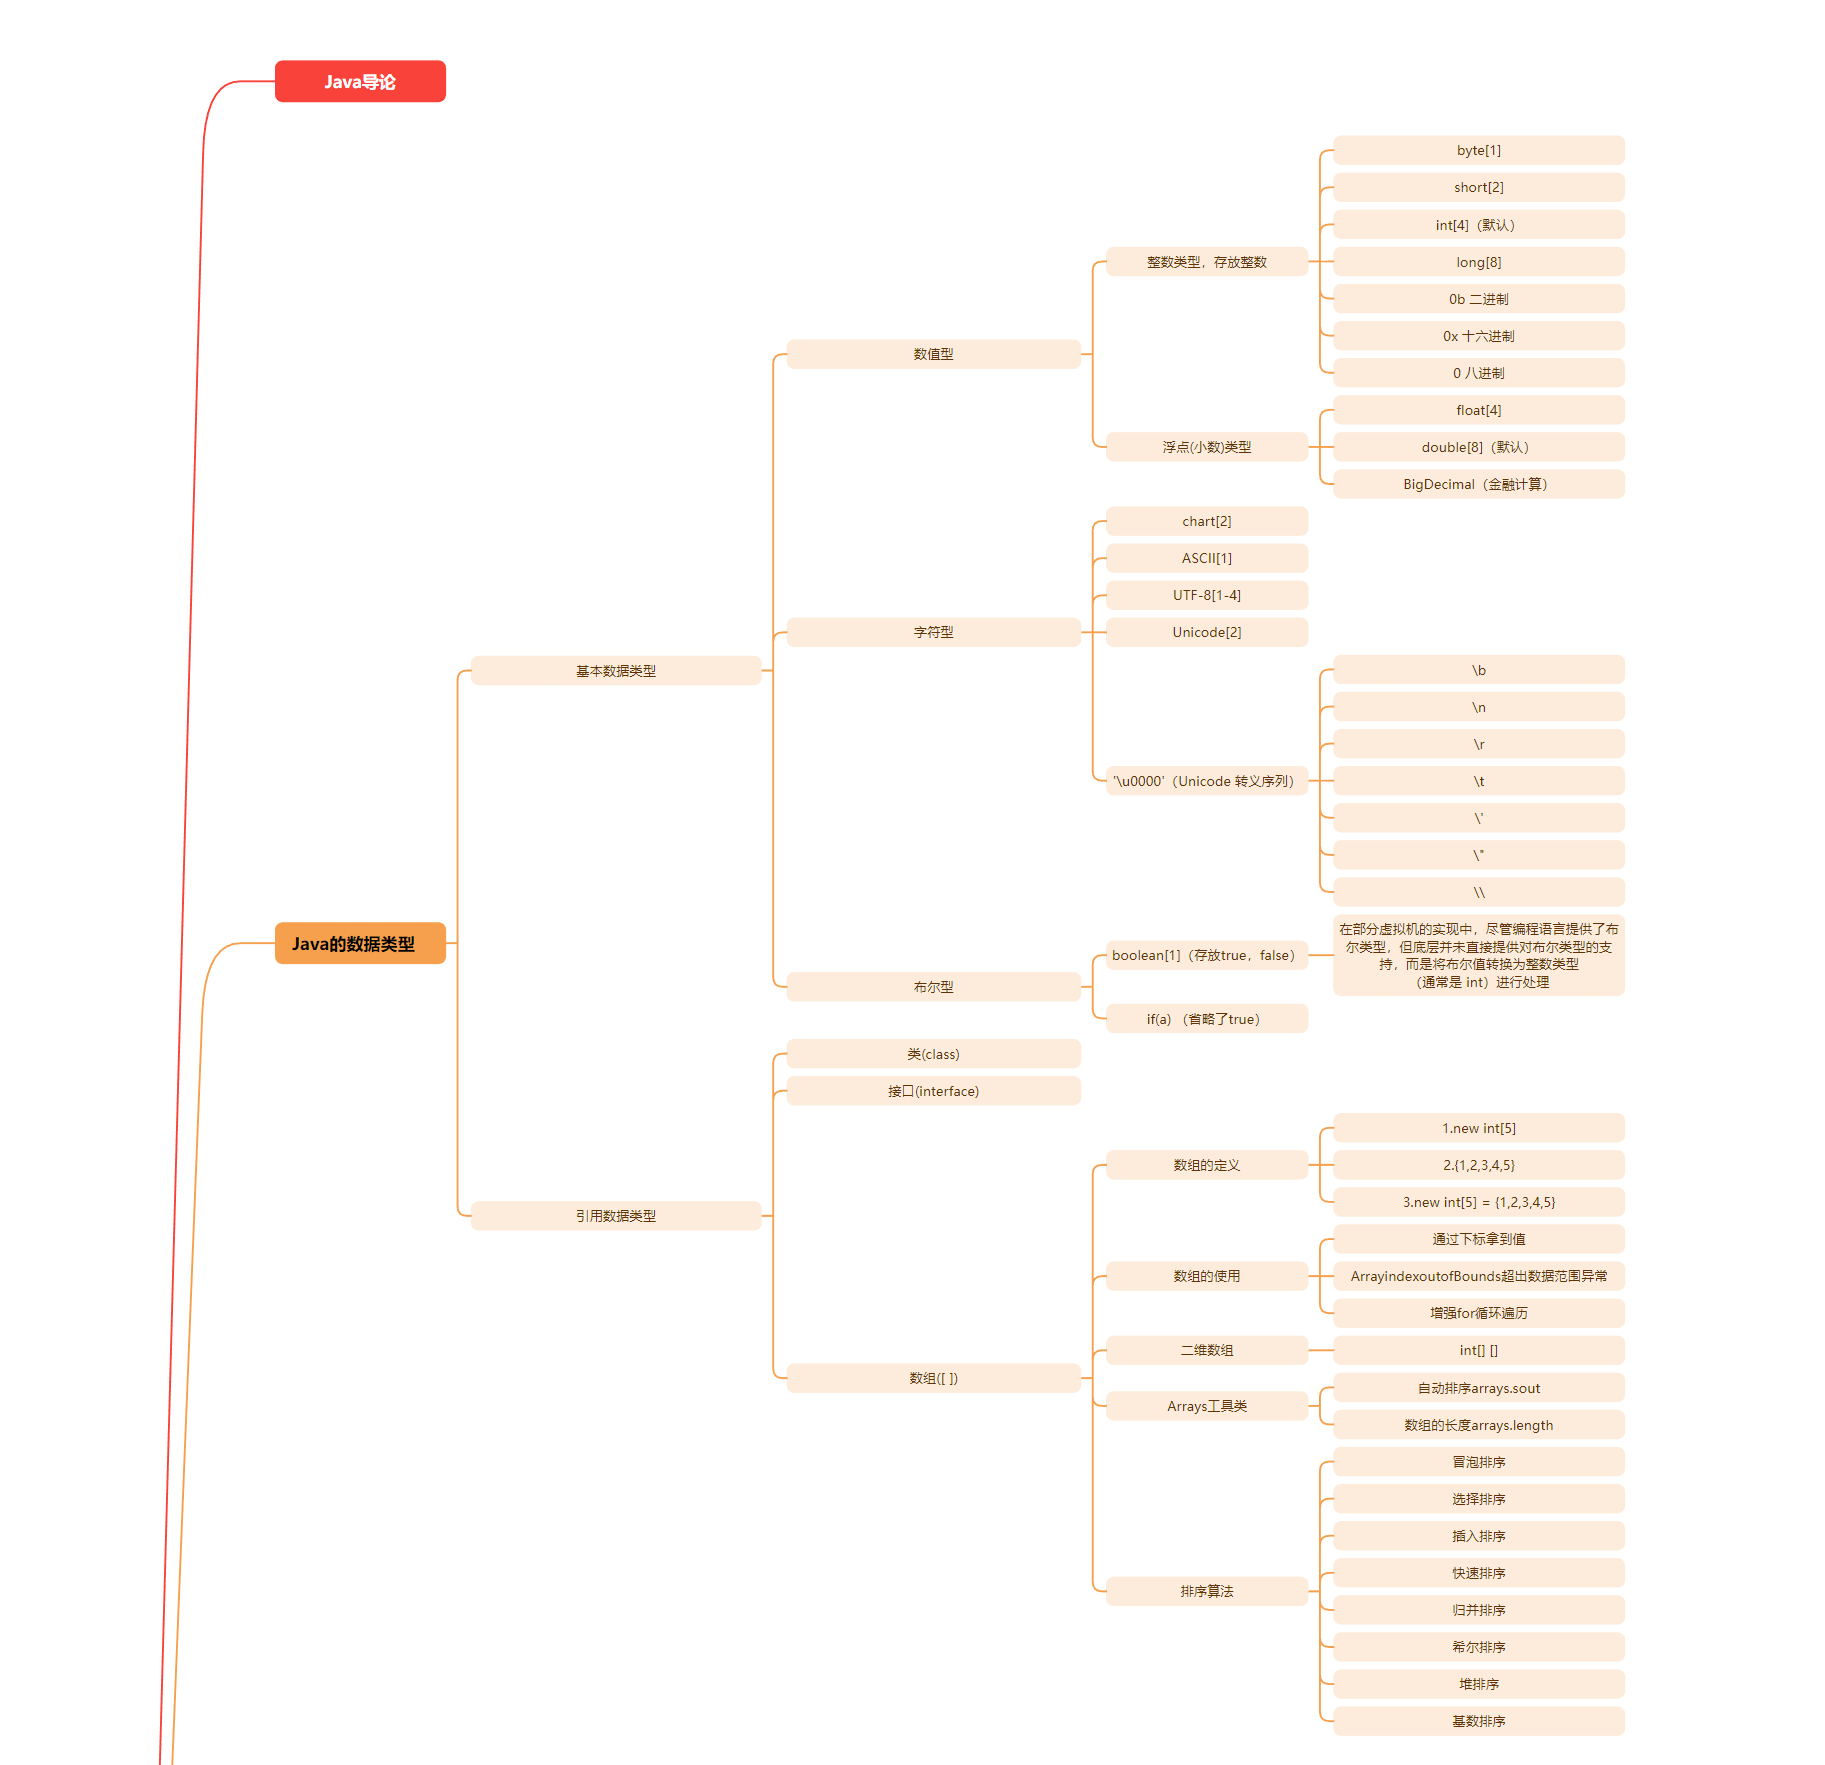 Java导论
byte[1]
short[2]
int[4]（默认）
整数类型，存放整数
long[8]
0b 二进制
0x 十六进制
数值型
0 八进制
float[4]
浮点(小数)类型
double[8]（默认）
BigDecimal（金融计算）
chart[2]
ASCII[1]
UTF-8[1-4]
字符型
Unicode[2]
基本数据类型
\b
\n
\r
'\u0000'（Unicode 转义序列）
\t
\'
\"
\\
Java的数据类型
boolean[1]（存放true，false）
在部分虚拟机的实现中，尽管编程语言提供了布
尔类型，但底层并未直接提供对布尔类型的支
持，而是将布尔值转换为整数类型
（通常是 int）进行处理
布尔型
if(a) （省略了true）
类(class)
接口(interface)
数组的定义
1.new int[5]
2.{1,2,3,4,5}
3.new int[5] = {1,2,3,4,5}
引用数据类型
通过下标拿到值
数组的使用
ArrayindexoutofBounds超出数据范围异常
增强for循环遍历
二维数组
int[] []
数组([ ])
自动排序arrays.sout
Arrays工具类
数组的长度arrays.length
冒泡排序
选择排序
插入排序
快速排序
排序算法
归并排序
希尔排序
堆排序
基数排序